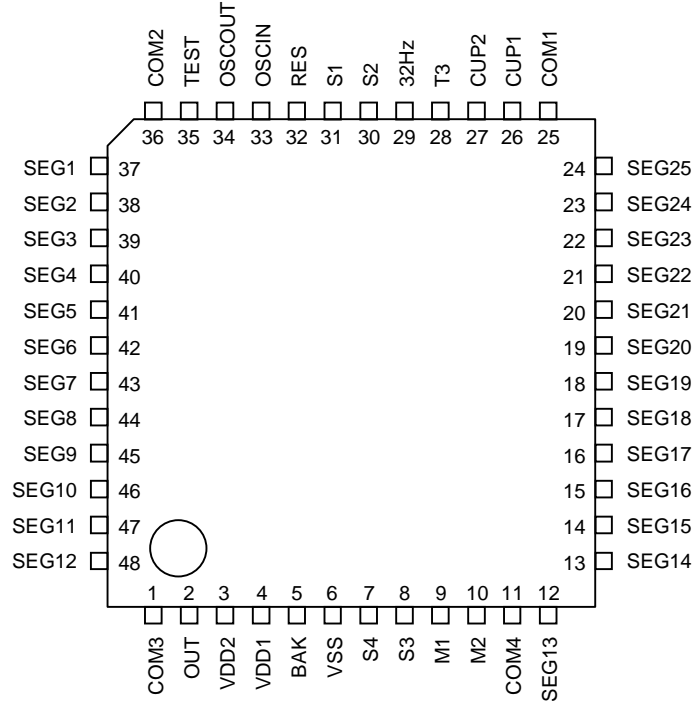 COM2 TEST OSCOUT OSCIN RES S1 S2 32Hz T3 CUP2 CUP1 COM1
36 35 34 33 32 31 30 29 28 27 26 25
SEG1 37 24 SEG25
SEG2 38 23 SEG24
SEG3 39 22 SEG23
SEG4 40 21 SEG22
SEG5 41 20 SEG21
SEG6 42 19 SEG20
SEG7 43 18 SEG19
SEG8 44 17 SEG18
SEG9 45 16 SEG17
SEG10 46 15 SEG16
SEG11 47 14 SEG15
SEG12 48 13 SEG14
1 2 3 4 5 6 7 8 9 10 11 12
COM3 OUT VDD2 VDD1 BAK VSS S4 S3 M1 M2 COM4 SEG13